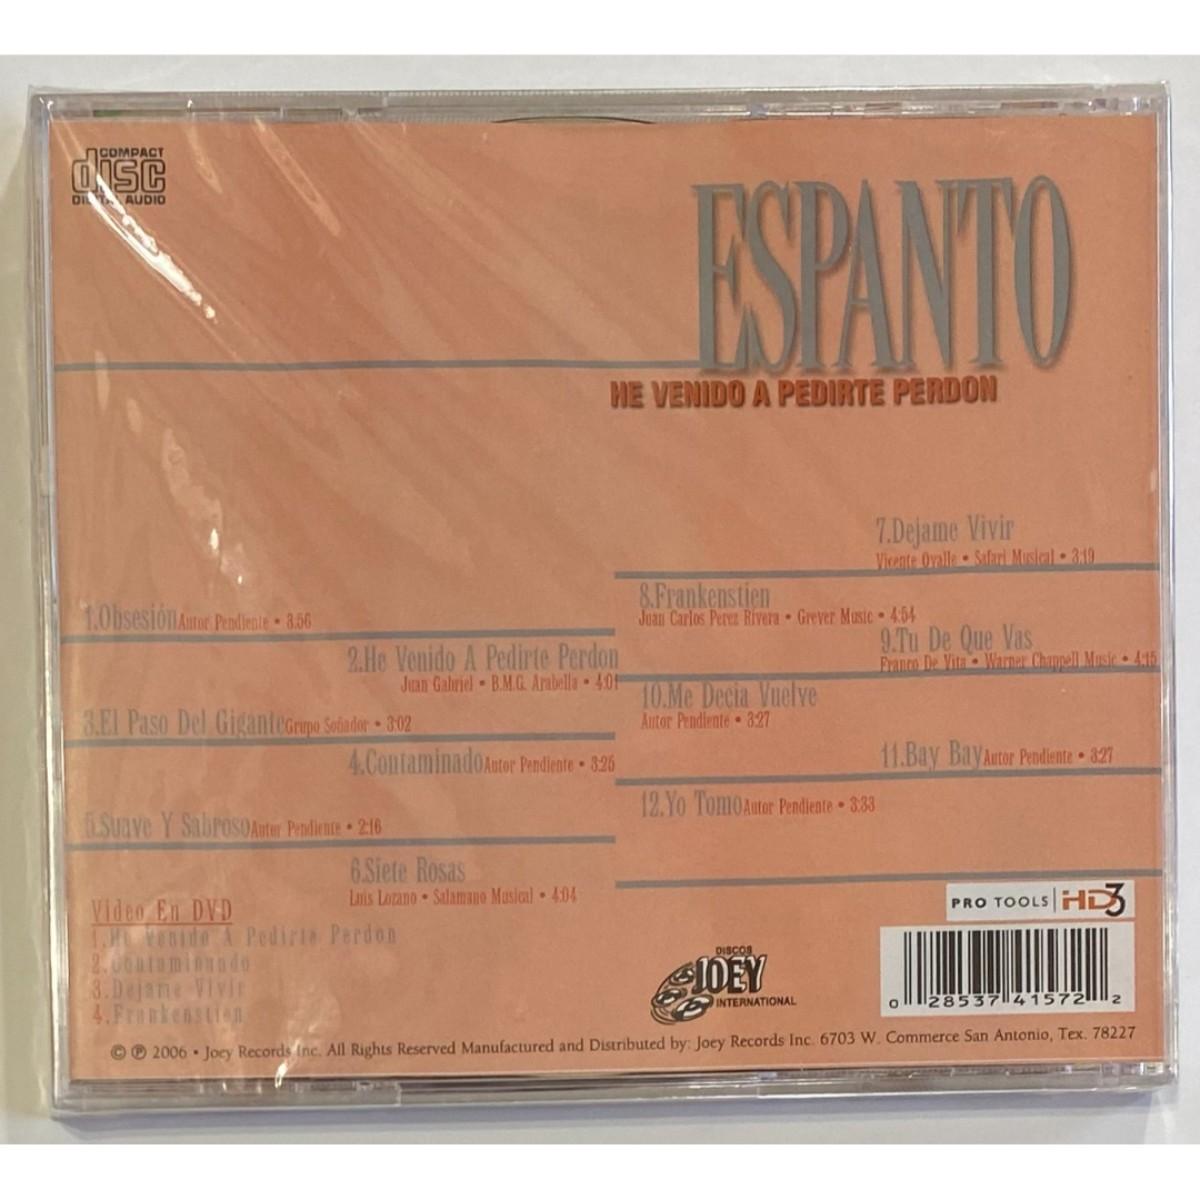 COMPACT
disc
DIGITAL AUDIO
ESPANTO
HE VENIDO A PEDIRTE PERDON
1.Obsesión Autor Pendiente • 3:56
2.He Venido A Pedirte Perdon
Juan Gabriel • B.M.G. Arabella • 4:01
3.El Paso Del Gigante Grupo Soñador • 3:02
4.Contaminado Autor Pendiente • 3:25
5.Suave Y Sabroso Autor Pendiente • 2:16
6.Siete Rosas
Luis Lozano • Salamano Musical • 4:04
7.Dejame Vivir
Vicente Ovalle • Safari Musical • 3:19
8.Frankenstien
Juan Carlos Perez Rivera • Grever Music • 4:54
9.Tu De Que Vas
Franco De Vita • Warner Chappell Music • 4:15
10.Me Decia Vuelve
Autor Pendiente • 3:27
11.Bay Bay Autor Pendiente • 3:27
12.Yo Tomo Autor Pendiente • 3:33
Video En DVD
1.He Venido A Pedirte Perdon
2.Contaminando
3.Dejame Vivir
4.Frankenstien
DISCOS
JOEY
INTERNATIONAL
PRO TOOLS | HD3
0 28537 41572 2
© ℗ 2006 • Joey Records Inc. All Rights Reserved Manufactured and Distributed by: Joey Records Inc. 6703 W. Commerce San Antonio, Tex. 78227